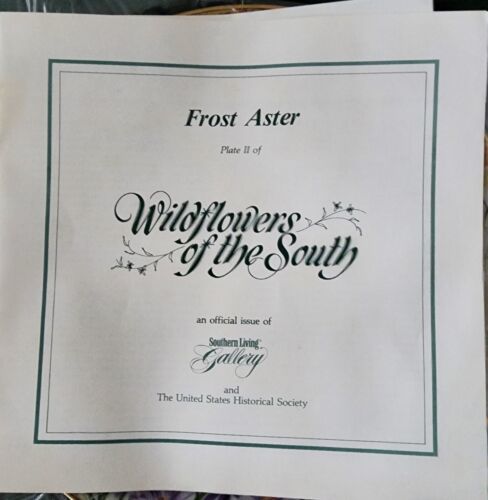 Frost Aster
Plate II of
Wildflowers
of the South
an official issue of
Southern Living
Gallery
and
The United States Historical Society